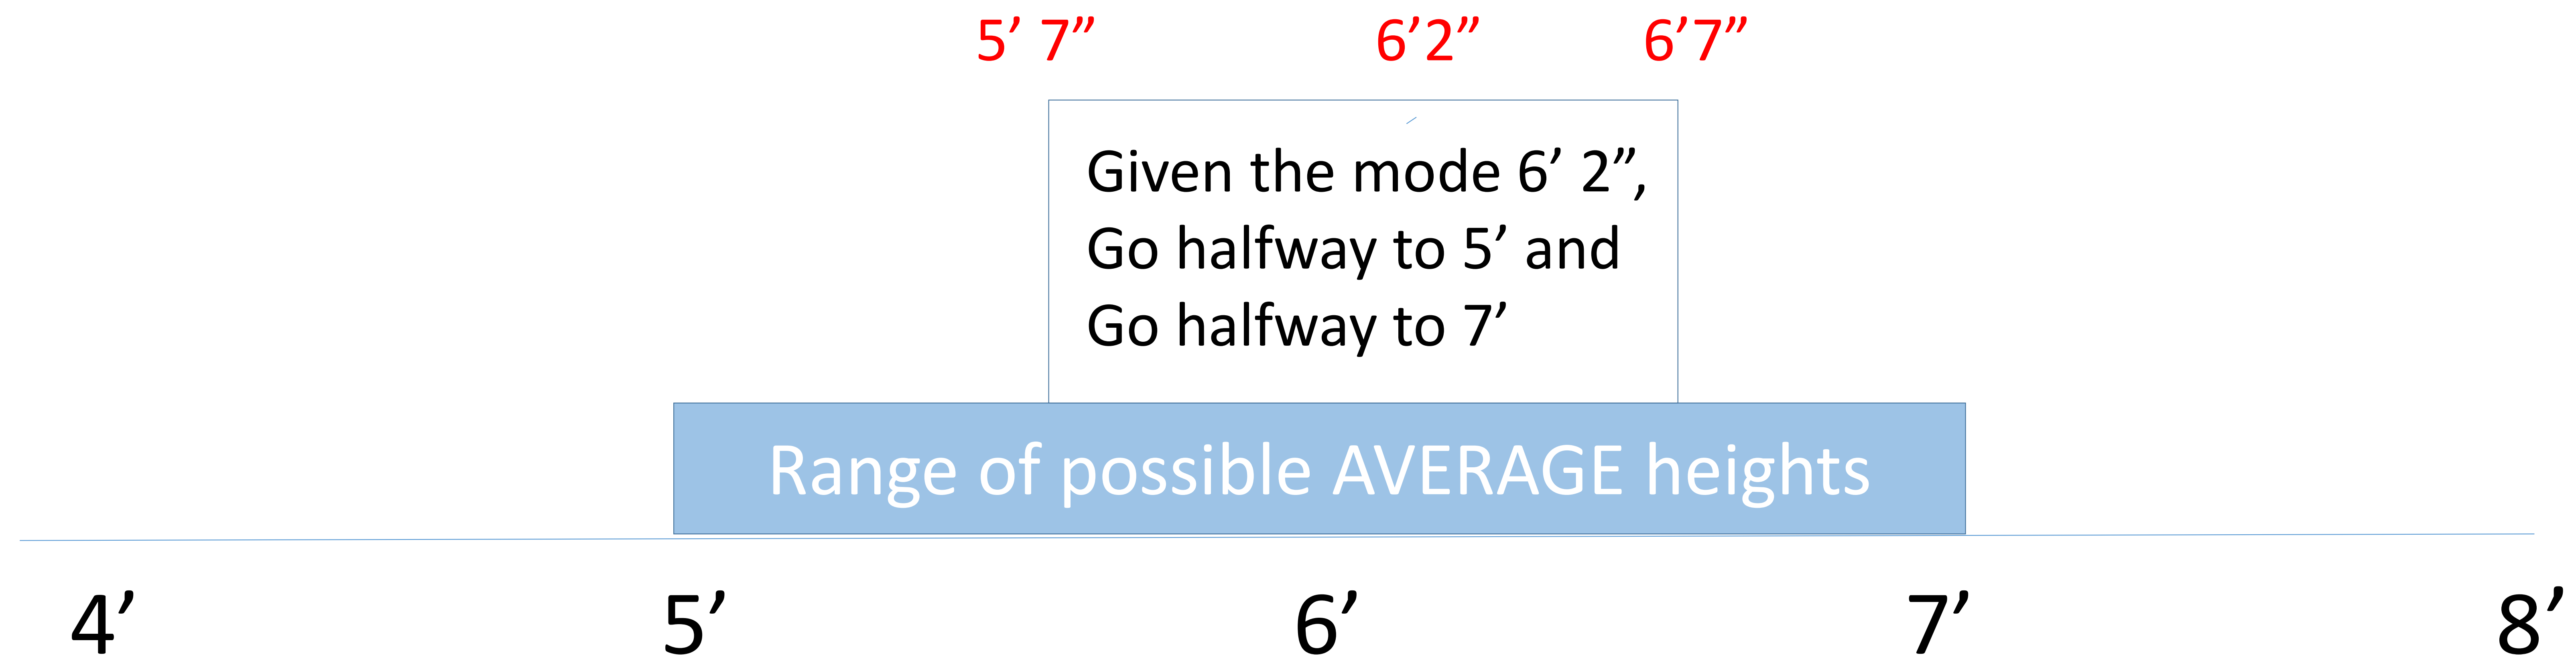 5’ 7” 6’2” 6’7”
Given the mode 6’ 2”,
Go halfway to 5’ and
Go halfway to 7’
Range of possible AVERAGE heights
4’ 5’ 6’ 7’ 8’